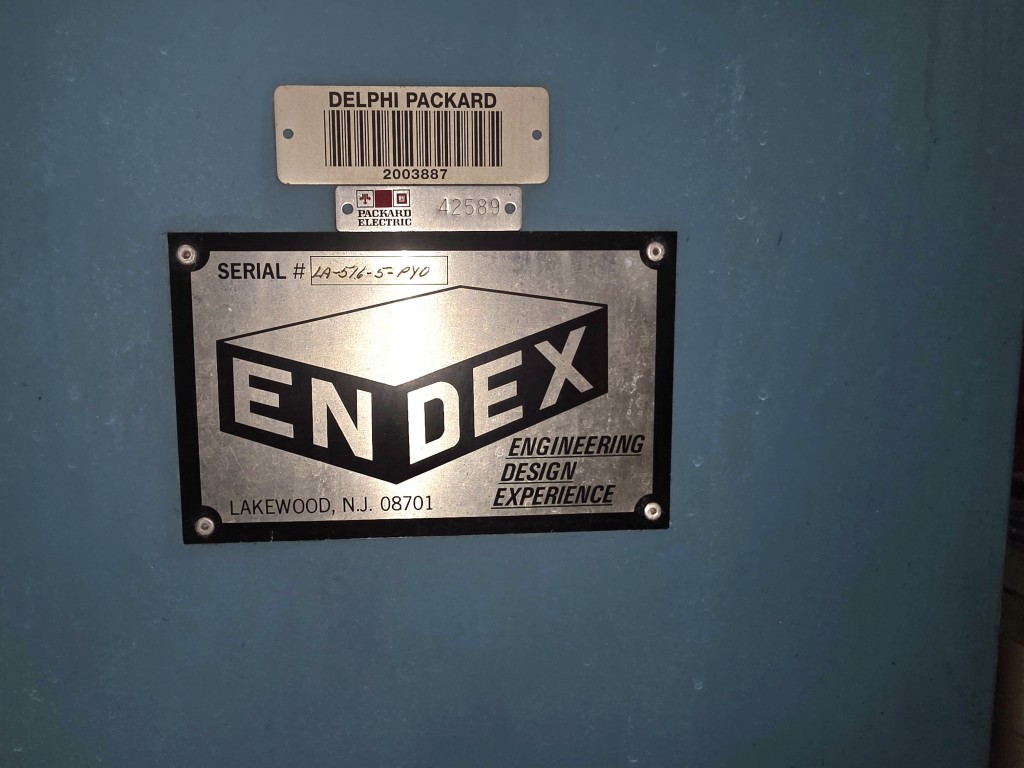 DELPHI PACKARD
2003887
PACKARD
ELECTRIC
42589
SERIAL # LA-516-5-PYO
ENDEX
ENGINEERING
DESIGN
EXPERIENCE
LAKEWOOD, N.J. 08701